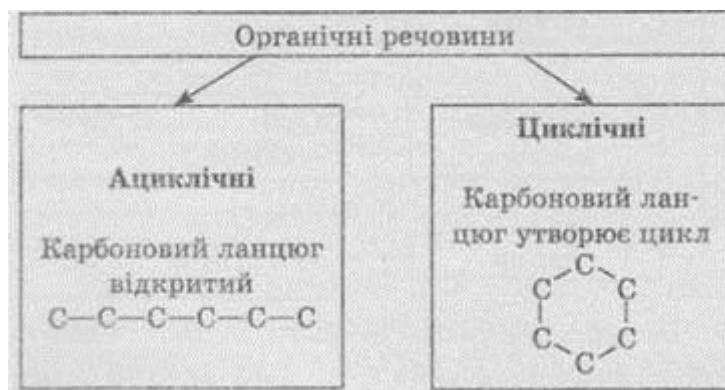 Органічні речовини
Ациклічні
Карбоновий ланцюг
відкритий
C—C—C—C—C—C
Циклічні
Карбоновий лан-
цюг утворює цикл
C
C C
C C
C